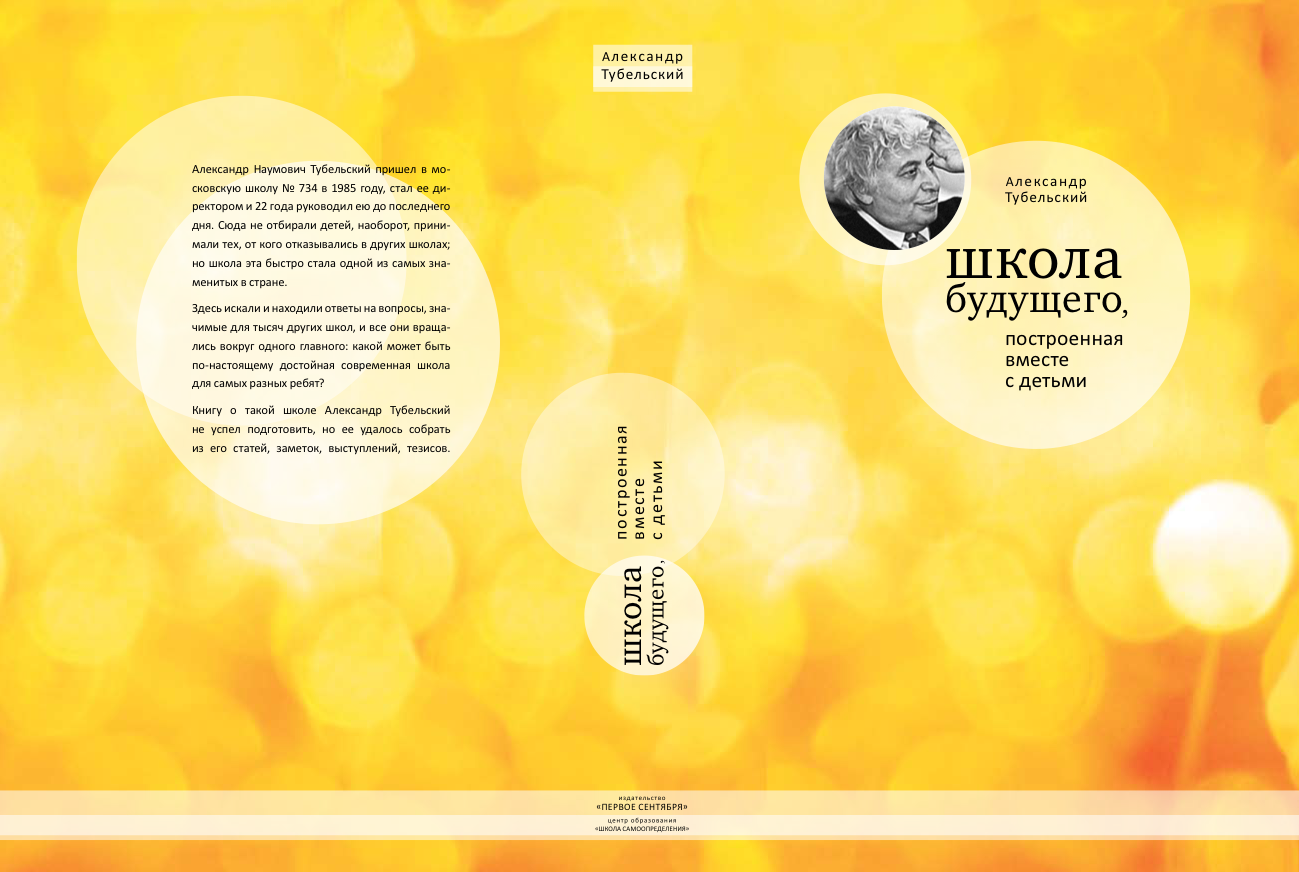 Александр Наумович Тубельский пришел в мо-
сковскую школу № 734 в 1985 году, стал ее ди-
ректором и 22 года руководил ею до последнего
дня. Сюда не отбирали детей, наоборот, прини-
мали тех, от кого отказывались в других школах;
но школа эта быстро стала одной из самых зна-
менитых в стране.
Здесь искали и находили ответы на вопросы, зна-
чимые для тысяч других школ, и все они враща-
лись вокруг одного главного: какой может быть
по-настоящему достойная современная школа
для самых разных ребят?
Книгу о такой школе Александр Тубельский
не успел подготовить, но ее удалось собрать
из его статей, заметок, выступлений, тезисов.
Александр
Тубельский
школа
будущего,
построенная
вместе
с детьми
издательство
«ПЕРВОЕ СЕНТЯБРЯ»
центр образования
«ШКОЛА САМООПРЕДЕЛЕНИЯ»
Александр
Тубельский
школа
будущего,
построенная
вместе
с детьми